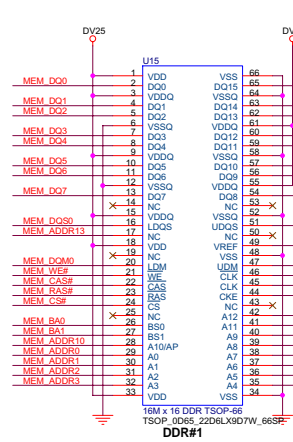 DV25
DV
U15
1 VDD VSS 66
MEM_DQ0 2 DQ0 DQ15 65
3 VDDQ VSSQ 64
MEM_DQ1 4 DQ1 DQ14 63
MEM_DQ2 5 DQ2 DQ13 62
6 VSSQ VDDQ 61
MEM_DQ3 7 DQ3 DQ12 60
MEM_DQ4 8 DQ4 DQ11 59
9 VDDQ VSSQ 58
MEM_DQ5 10 DQ5 DQ10 57
MEM_DQ6 11 DQ6 DQ9 56
12 VSSQ VDDQ 55
MEM_DQ7 13 DQ7 DQ8 54
14 NC NC 53
15 VDDQ VSSQ 52
MEM_DQS0 16 LDQS UDQS 51
MEM_ADDR13 17 NC NC 50
18 VDD VREF 49
19 NC VSS 48
MEM_DQM0 20 LDM UDM 47
MEM_WE# 21 WE CLK 46
MEM_CAS# 22 CAS CLK 45
MEM_RAS# 23 RAS CKE 44
MEM_CS# 24 CS NC 43
25 NC A12 42
MEM_BA0 26 BS0 A11 41
MEM_BA1 27 BS1 A9 40
MEM_ADDR10 28 A10/AP A8 39
MEM_ADDR0 29 A0 A7 38
MEM_ADDR1 30 A1 A6 37
MEM_ADDR2 31 A2 A5 36
MEM_ADDR3 32 A3 A4 35
33 VDD VSS 34
16M x 16 DDR TSOP-66
TSOP_0D65_22D6LX9D7W_66SP
DDR#1